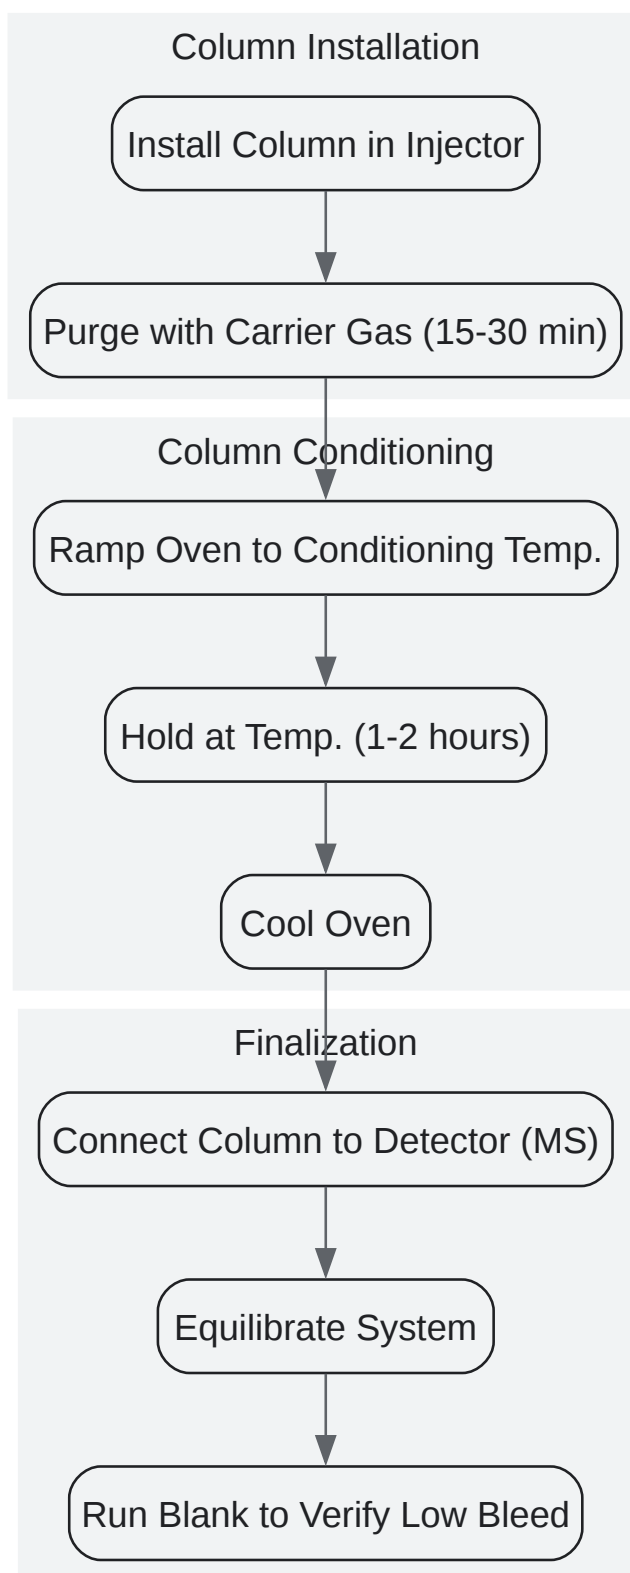 Column Installation
Install Column in Injector
Purge with Carrier Gas (15-30 min)
Column Conditioning
Ramp Oven to Conditioning Temp.
Hold at Temp. (1-2 hours)
Cool Oven
Finalization
Connect Column to Detector (MS)
Equilibrate System
Run Blank to Verify Low Bleed